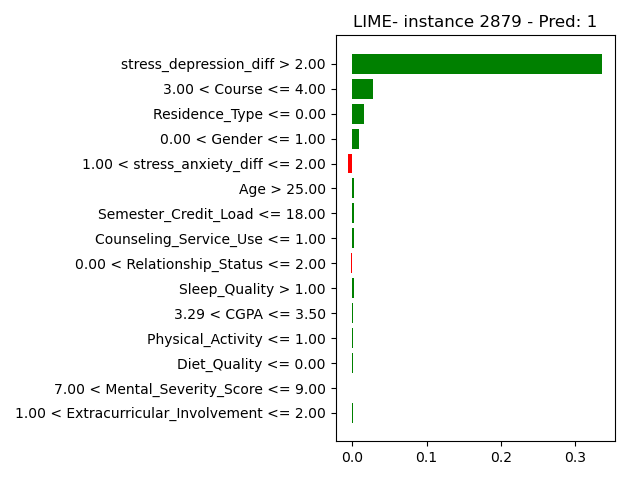 LIME- instance 2879 - Pred: 1
stress_depression_diff > 2.00
3.00 < Course <= 4.00
Residence_Type <= 0.00
0.00 < Gender <= 1.00
1.00 < stress_anxiety_diff <= 2.00
Age > 25.00
Semester_Credit_Load <= 18.00
Counseling_Service_Use <= 1.00
0.00 < Relationship_Status <= 2.00
Sleep_Quality > 1.00
3.29 < CGPA <= 3.50
Physical_Activity <= 1.00
Diet_Quality <= 0.00
7.00 < Mental_Severity_Score <= 9.00
1.00 < Extracurricular_Involvement <= 2.00
0.0 0.1 0.2 0.3